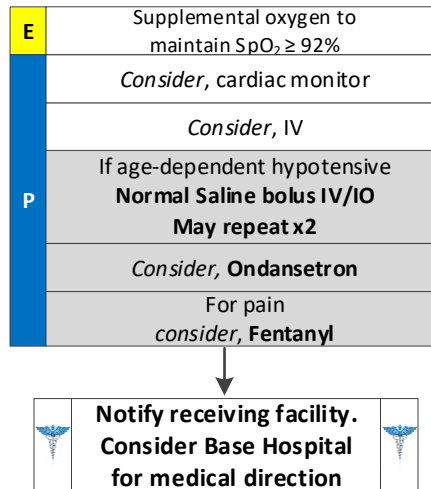 E
Supplemental oxygen to
maintain SpO₂ ≥ 92%
P
Consider, cardiac monitor
Consider, IV
If age-dependent hypotensive
Normal Saline bolus IV/IO
May repeat x2
Consider, Ondansetron
For pain
consider, Fentanyl
Notify receiving facility.
Consider Base Hospital
for medical direction